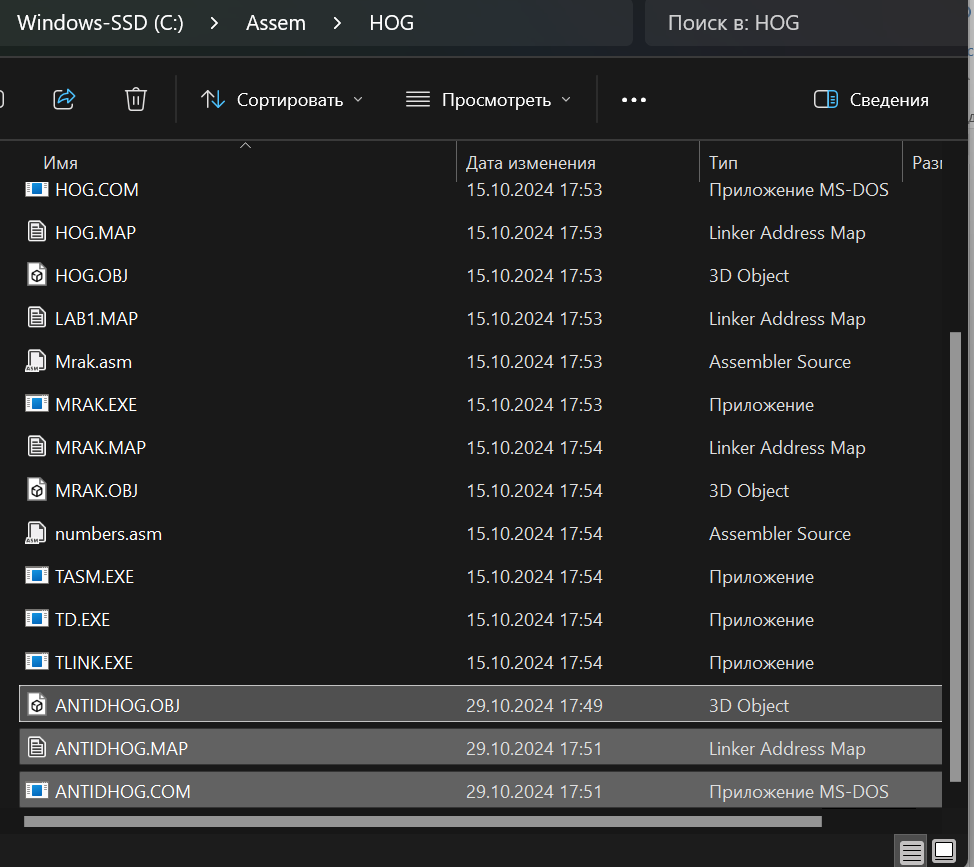 Windows-SSD (C:) > Assem > HOG Поиск в: HOG
Сортировать Просмотреть ... Сведения
Имя Дата изменения Тип Разм
HOG.COM 15.10.2024 17:53 Приложение MS-DOS
HOG.MAP 15.10.2024 17:53 Linker Address Map
HOG.OBJ 15.10.2024 17:53 3D Object
LAB1.MAP 15.10.2024 17:53 Linker Address Map
Mrak.asm 15.10.2024 17:53 Assembler Source
MRAK.EXE 15.10.2024 17:53 Приложение
MRAK.MAP 15.10.2024 17:54 Linker Address Map
MRAK.OBJ 15.10.2024 17:54 3D Object
numbers.asm 15.10.2024 17:54 Assembler Source
TASM.EXE 15.10.2024 17:54 Приложение
TD.EXE 15.10.2024 17:54 Приложение
TLINK.EXE 15.10.2024 17:54 Приложение
ANTIDHOG.OBJ 29.10.2024 17:49 3D Object
ANTIDHOG.MAP 29.10.2024 17:51 Linker Address Map
ANTIDHOG.COM 29.10.2024 17:51 Приложение MS-DOS